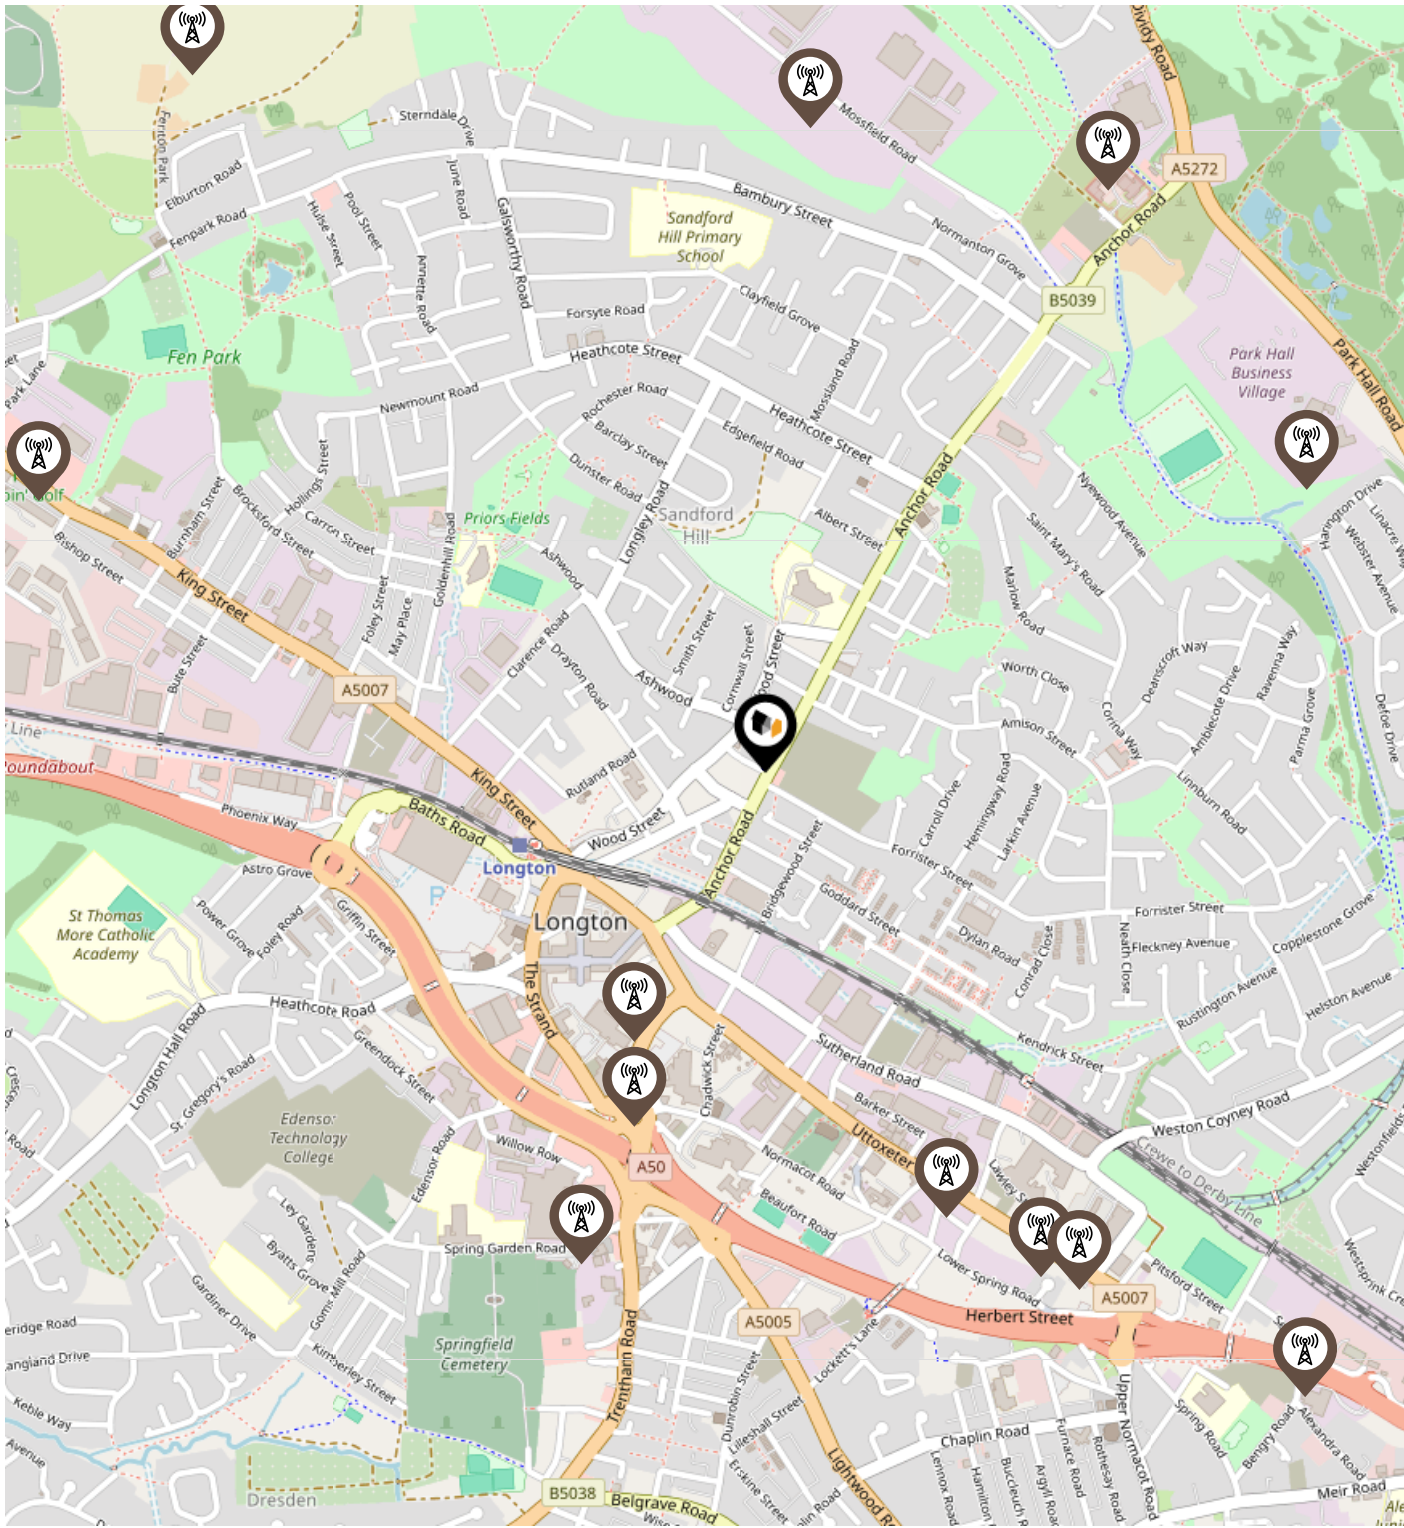 Dividy Road
Fenton Park
Sterndale Drive
Mossfield Road
A5272
Elburton Road
June Road
Pool Street
Hulse Street
Fenpark Road
Galsworthy Road
Bambury Street
Sandford
Hill Primary
School
Normanton Grove
Anchor Road
Annette Road
B5039
Clayfield Grove
Forsyte Road
Fen Park
Park Lane
Heathcote Street
Mossland Road
Park Hall
Business
Village
Park Hall Road
Newmount Road
Rochester Road
Heathcote Street
Barclay Street
Edgefield Road
Hollings Street
Dunster Road
Anchor Road
Nyewood Avenue
Burnham Street
Brocksford Street
Carron Street
Priors Fields
Longley Road
Sandford
Hill
Albert Street
Saint Mary's Road
Harrington Drive
Webster Avenue
Bishop Street
Ashwood
Goldenhill Road
King Street
Marlow Road
Foley Street
May Place
Clarence Road
Drayton Road
Smith Street
Cornwall Street
Bute Street
Worth Close
Deanscroft Way
Ravenna Way
A5007
Ashwood
Amblecote Drive
Parma Grove
Defoe Drive
Line
Amison Street
Corina Way
Roundabout
Rutland Road
King Street
Hemingway Road
Carroll Drive
Larkin Avenue
Linnburn Road
Phoenix Way
Baths Road
Wood Street
Longton
Anchor Road
Bridgewood Street
Forrister Street
Astro Grove
Goddard Street
Griffin Street
Power Grove
Foley Road
St Thomas
More Catholic
Academy
Longton
Forrister Street
Dylan Road
Conrad Close
Neath Close
Fleckney Avenue
Copplestone Grove
The Strand
Heathcote Road
Rustington Avenue
Helston Avenue
Longton Hall Road
Greendock Street
Chadwick Street
Sutherland Road
Kendrick Street
St. Gregory's Road
Barker Street
Weston Coyney Road
Edensor
Technology
College
Willow Row
Uttoxeter
Crewe to Derby Line
A50
Normacot Road
Edensor Road
Beaufort Road
Ley Gardens
Byatts Grove
Spring Garden Road
Lower Spring Road
Pitsford Street
Gardiner Drive
Goms Mill Road
A5007
Herbert Street
A5005
Springfield
Cemetery
Trentham Road
Lockett's Lane
Kimberley Street
Dunrobin Street
Lilleshall Street
Upper Normacot Road
Spring Road
Bengry Road
Alexandra Road
Keble Way
Avenue
Chaplin Road
Furnace Road
Rothesay Road
Lennox Road
Argyll Road
Erskine Street
Lightwood
Dresden
B5038
Belgrave Road
Meir Road